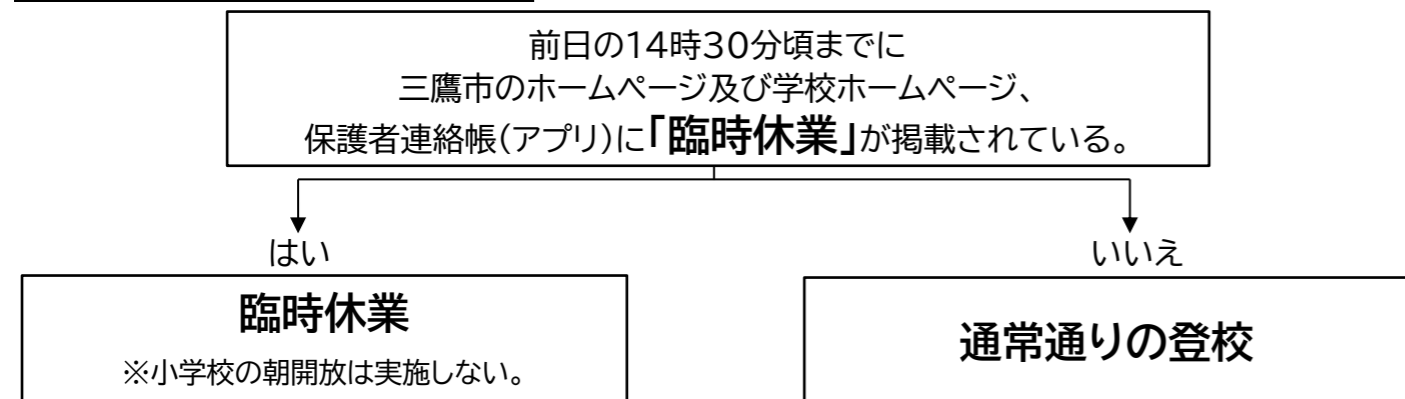 前日の14時30分頃までに
三鷹市のホームページ及び学校ホームページ、
保護者連絡帳(アプリ)に「臨時休業」が掲載されている。
はい
いいえ
臨時休業
※小学校の朝開放は実施しない。
通常通りの登校